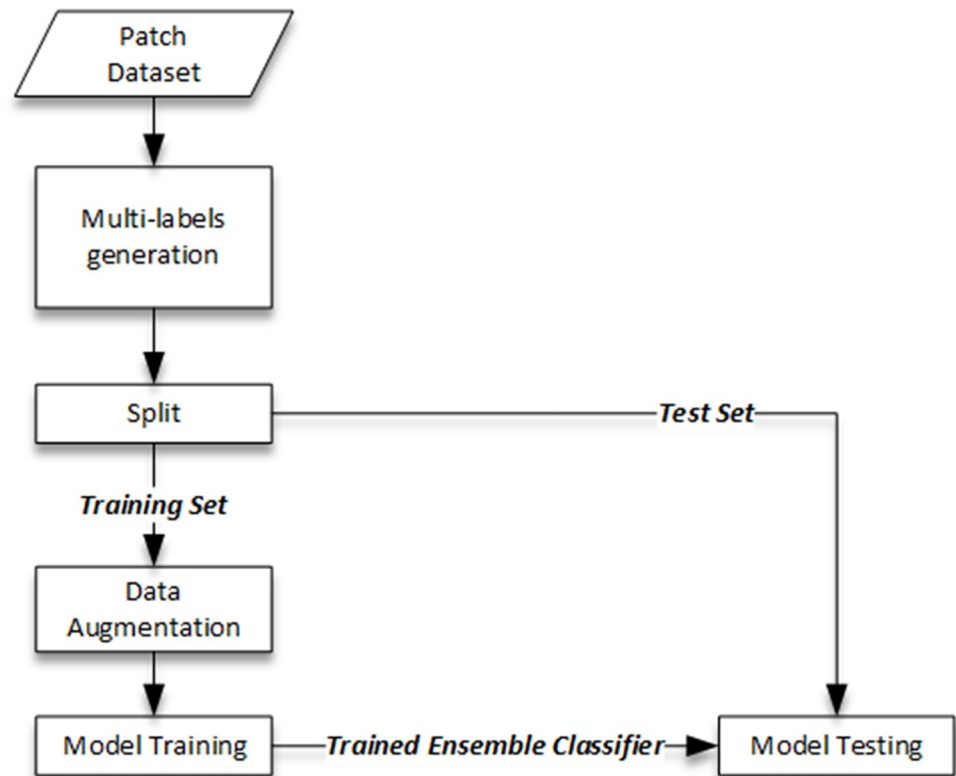 Patch
Dataset
Multi-labels
generation
Split
Test Set
Training Set
Data
Augmentation
Model Training
Trained Ensemble Classifier
Model Testing